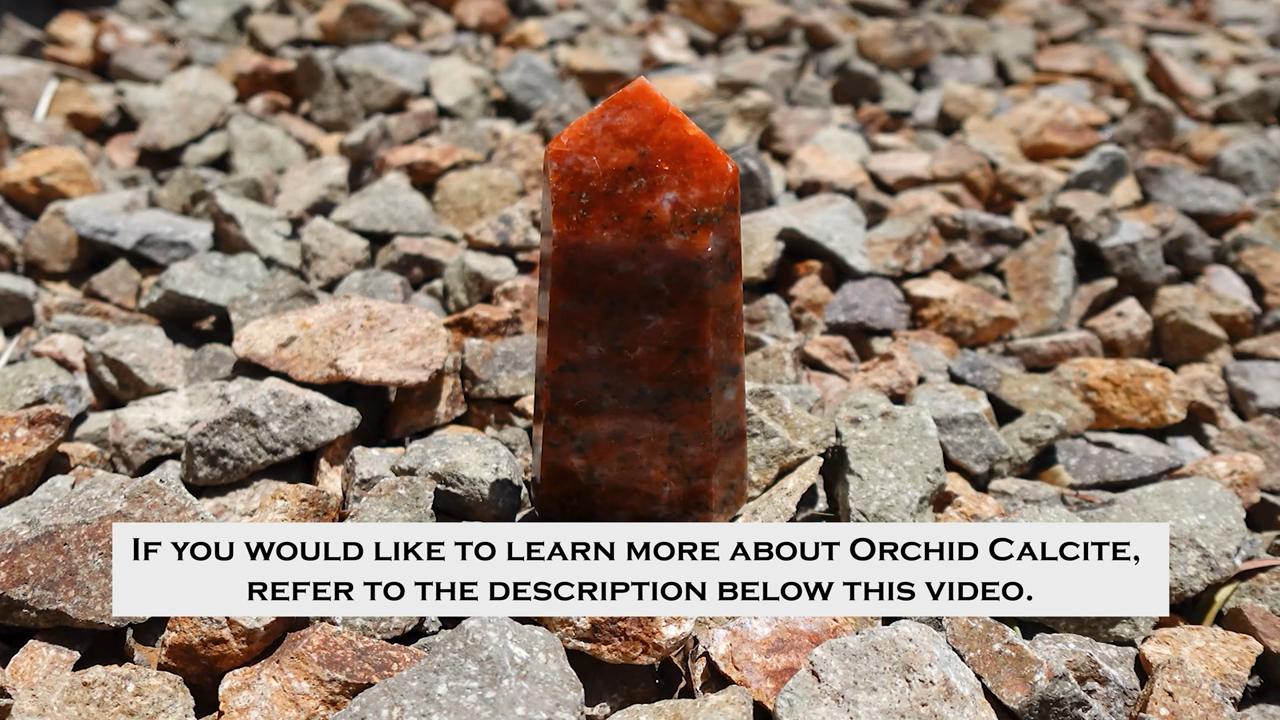 If you would like to learn more about Orchid Calcite,
refer to the description below this video.